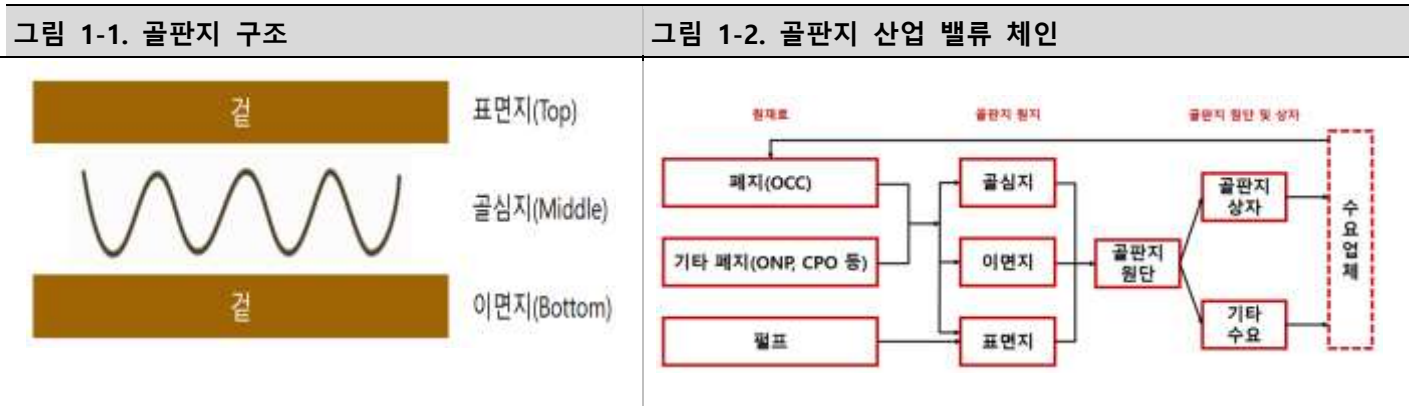 그림 1-1. 골판지 구조
겉
표면지(Top)
골심지(Middle)
겉
이면지(Bottom)
그림 1-2. 골판지 산업 밸류 체인
원재료
골판지 원지
골판지 원단 및 상자
폐지(OCC)
기타 폐지(ONP, CPO 등)
펄프
골심지
이면지
표면지
골판지
원단
골판지
상자
기타
수요
수
요
업
체